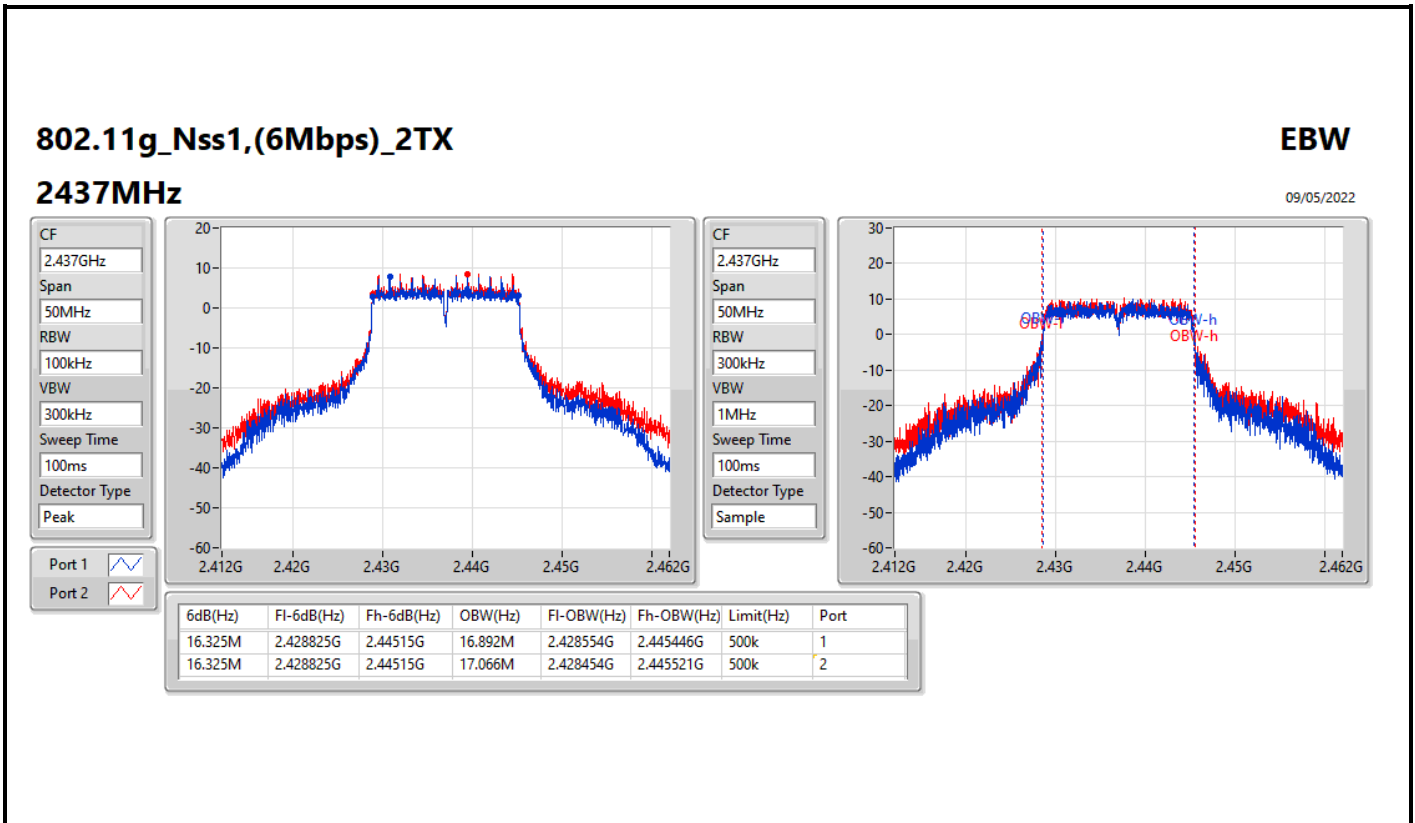 802.11g_Nss1,(6Mbps)_2TX
EBW
2437MHz
09/05/2022
CF
2.437GHz
Span
50MHz
RBW
100kHz
VBW
300kHz
Sweep Time
100ms
Detector Type
Peak
Port 1
Port 2
20
10
0
-10
-20
-30
-40
-50
-60
2.412G 2.42G 2.43G 2.44G 2.45G 2.462G
CF
2.437GHz
Span
50MHz
RBW
300kHz
VBW
1MHz
Sweep Time
100ms
Detector Type
Sample
30
20
10
0
-10
-20
-30
-40
-50
-60
OBW-h
OBW-h
2.412G 2.42G 2.43G 2.44G 2.45G 2.462G
6dB(Hz) Fl-6dB(Hz) Fh-6dB(Hz) OBW(Hz) Fl-OBW(Hz) Fh-OBW(Hz) Limit(Hz) Port
16.325M 2.428825G 2.44515G 16.892M 2.428554G 2.445446G 500k 1
16.325M 2.428825G 2.44515G 17.066M 2.428454G 2.445521G 500k 2